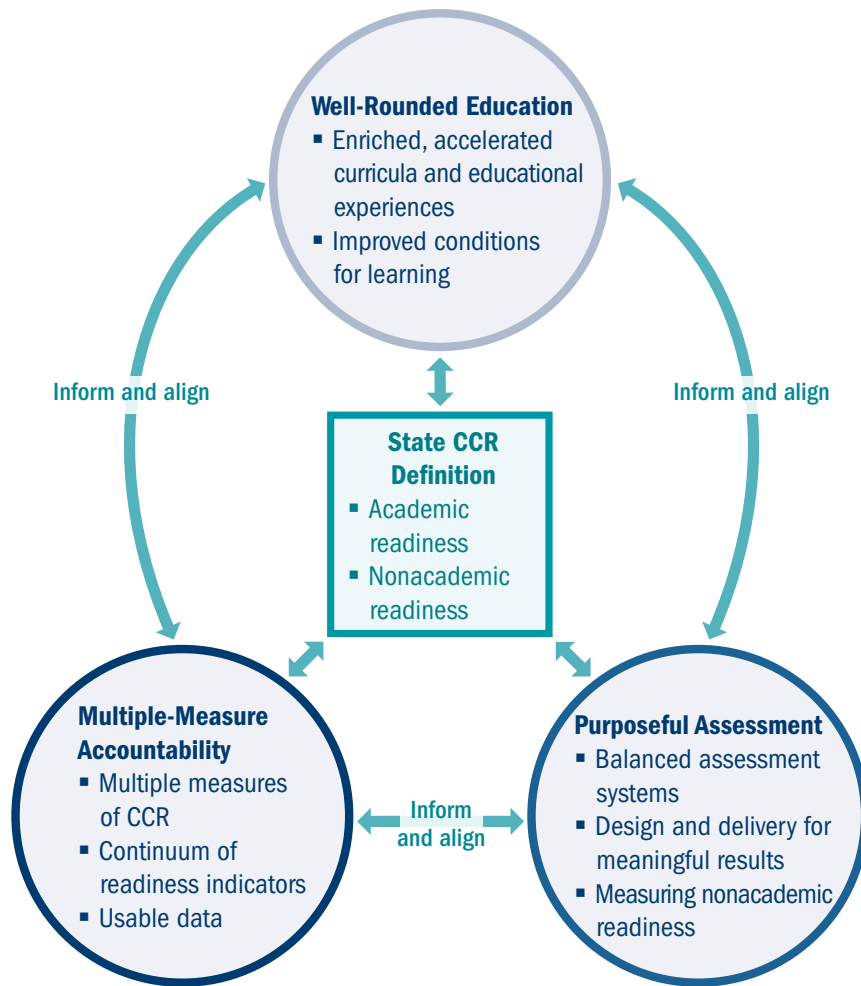 Well-Rounded Education
▪ Enriched, accelerated
curricula and educational
experiences
▪ Improved conditions
for learning
Inform and align
Inform and align
State CCR
Definition
▪ Academic
readiness
▪ Nonacademic
readiness
Multiple-Measure
Accountability
▪ Multiple measures
of CCR
▪ Continuum of
readiness indicators
▪ Usable data
Inform
and align
Purposeful Assessment
▪ Balanced assessment
systems
▪ Design and delivery for
meaningful results
▪ Measuring nonacademic
readiness